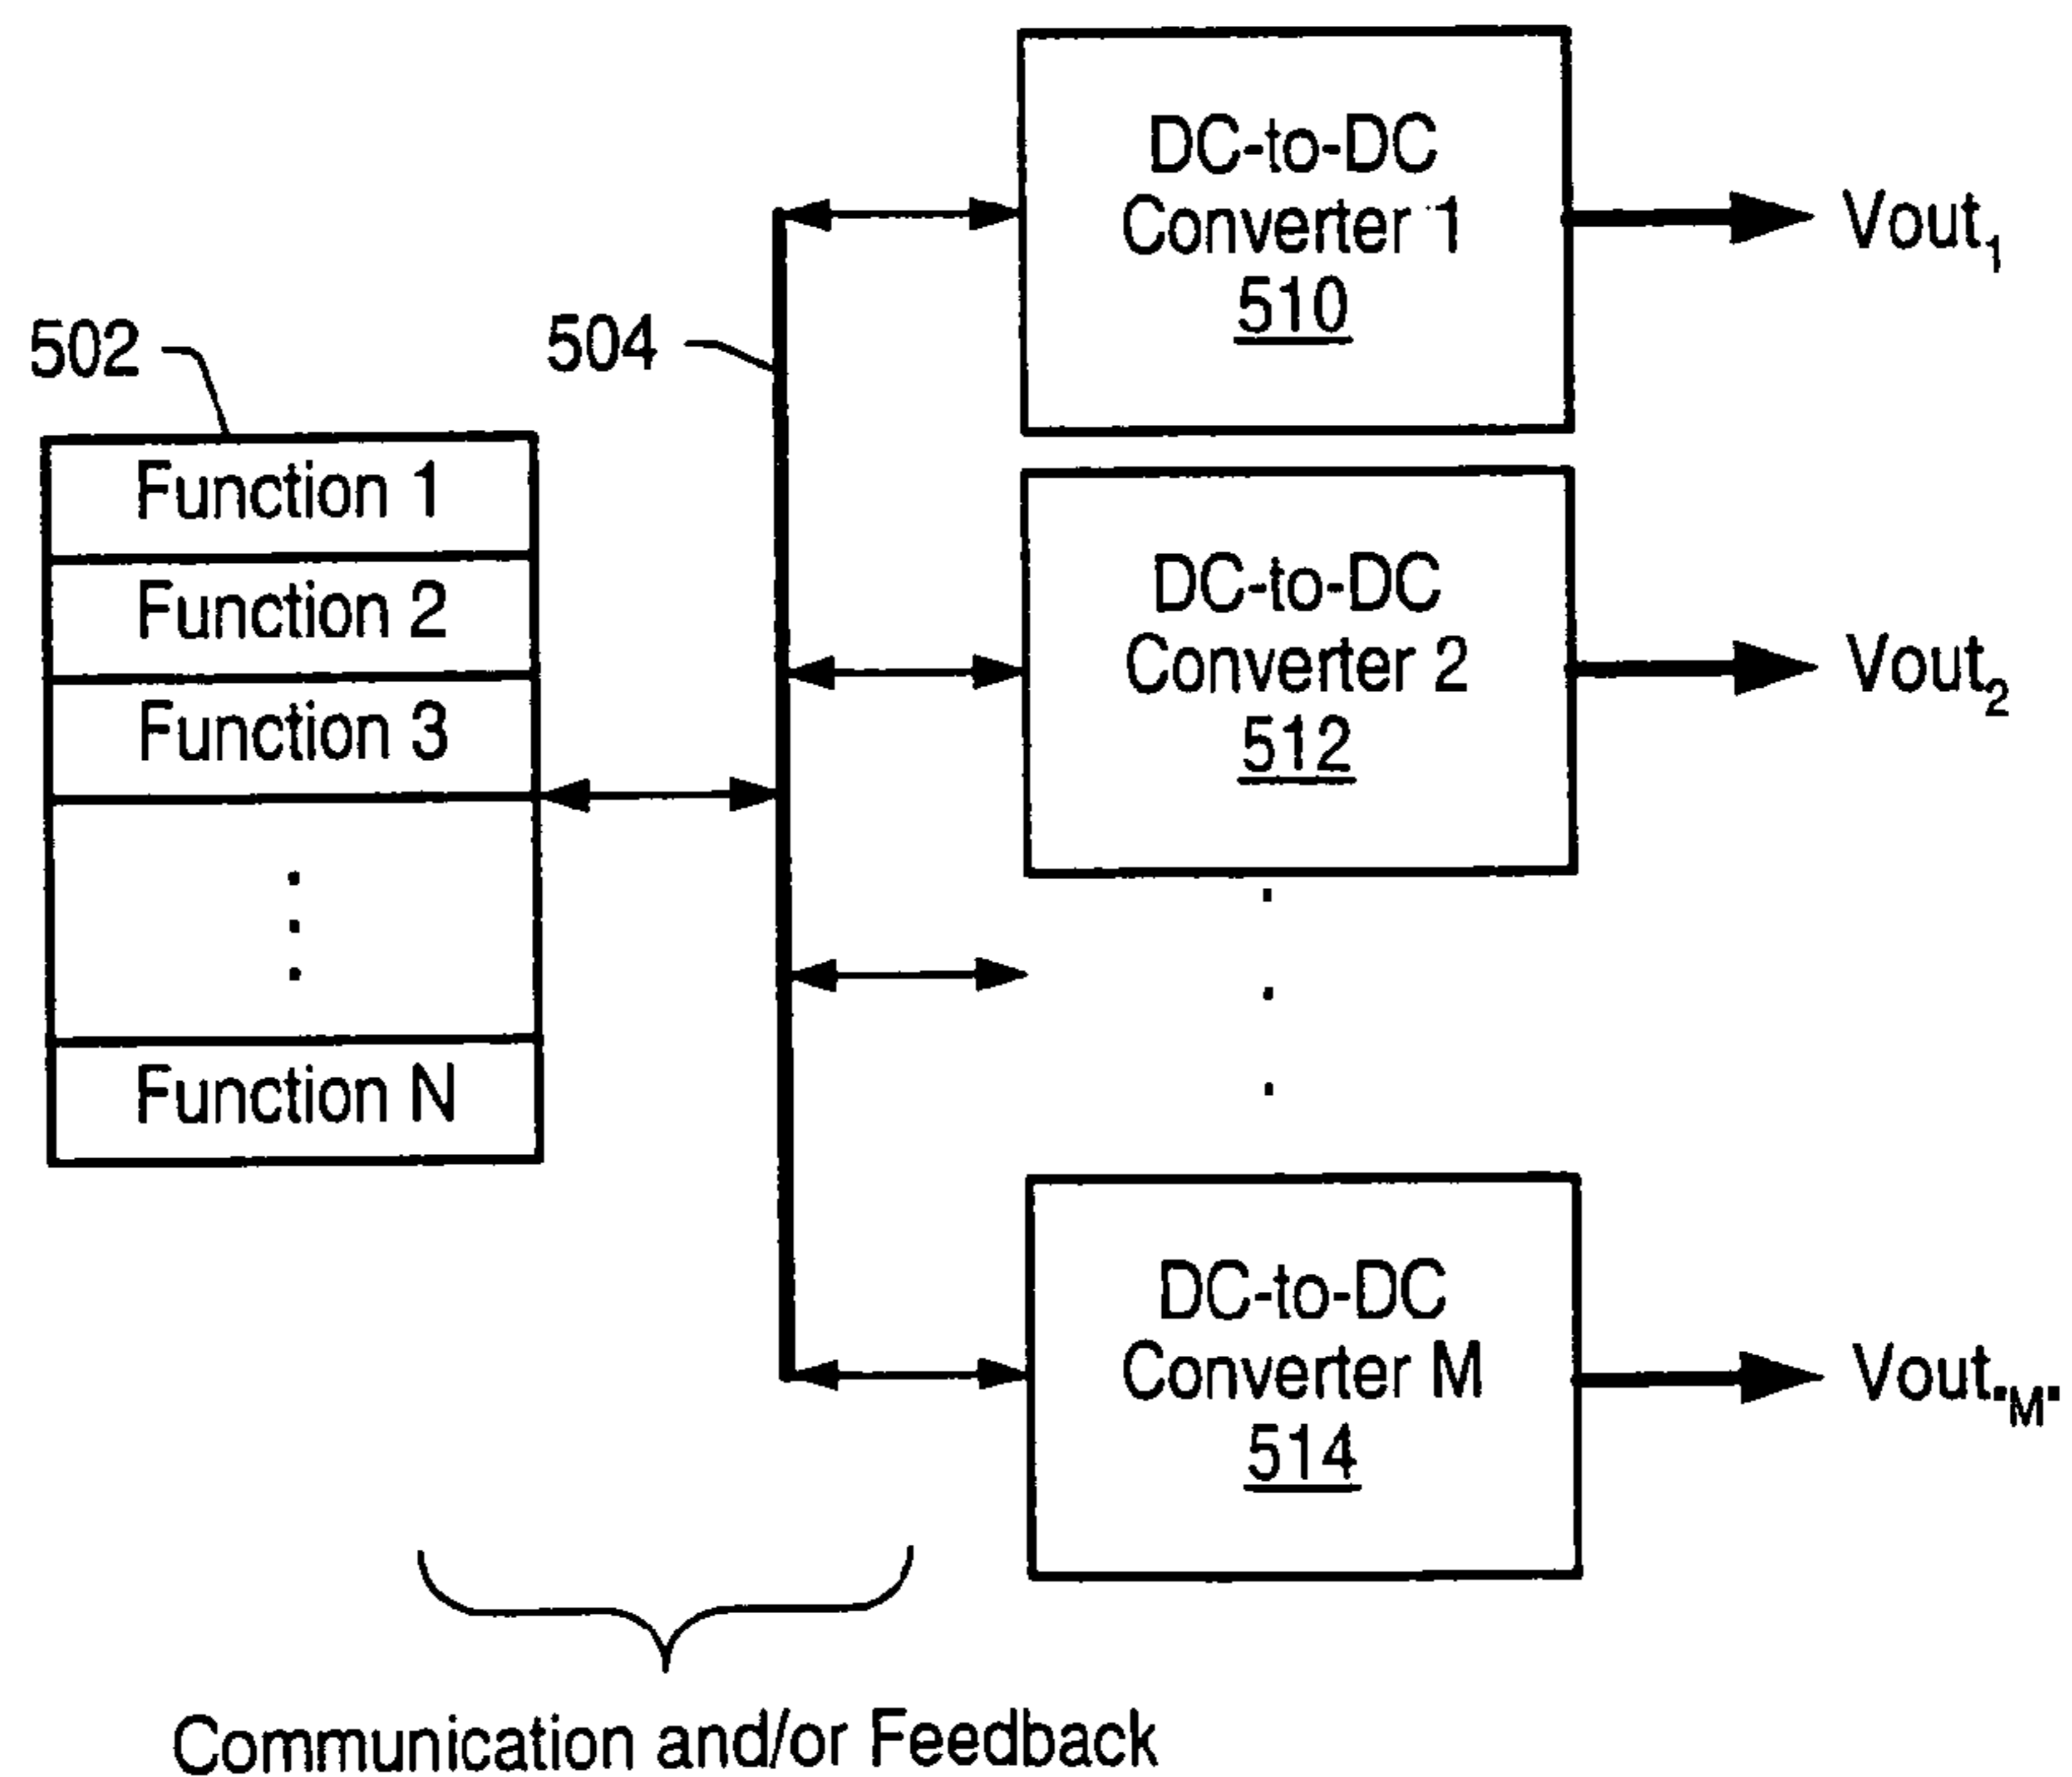 502
Function 1
Function 2
Function 3
Function N
504
DC-to-DC
Converter 1
510
Vout1
DC-to-DC
Converter 2
512
Vout2
DC-to-DC
Converter M
514
Vout"M"
Communication and/or Feedback